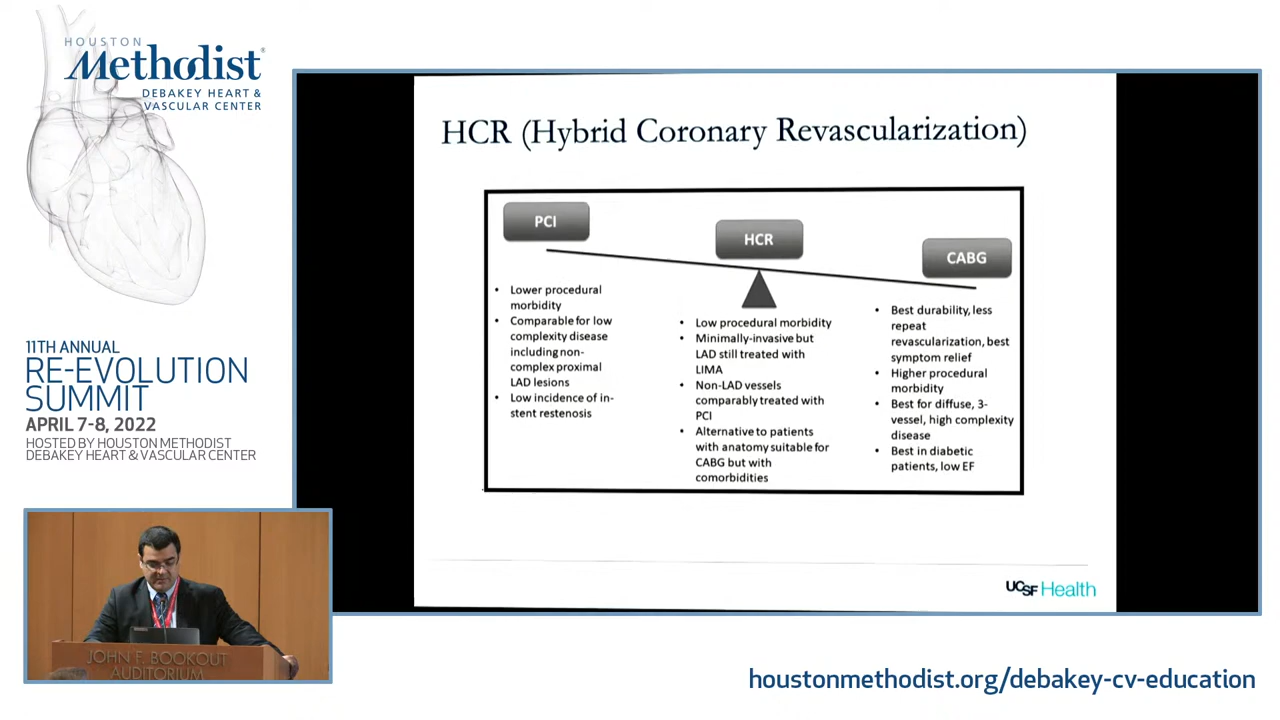 HOUSTON
Methodist®
DEBAKEY HEART &
VASCULAR CENTER
11TH ANNUAL
RE-EVOLUTION
SUMMIT
APRIL 7-8, 2022
HOSTED BY HOUSTON METHODIST
DEBAKEY HEART & VASCULAR CENTER
HCR (Hybrid Coronary Revascularization)
PCI
HCR
CABG
• Lower procedural
morbidity
• Comparable for low
complexity disease
including non-
complex proximal
LAD lesions
• Low incidence of in-
stent restenosis
• Low procedural morbidity
• Minimally-invasive but
LAD still treated with
LIMA
• Non-LAD vessels
comparably treated with
PCI
• Alternative to patients
with anatomy suitable for
CABG but with
comorbidities
• Best durability, less
repeat
revascularization, best
symptom relief
• Higher procedural
morbidity
• Best for diffuse, 3-
vessel, high complexity
disease
• Best in diabetic
patients, low EF
UCSF Health
JOHN F. BOOKOUT
AUDITORIUM
houstonmethodist.org/debakey-cv-education